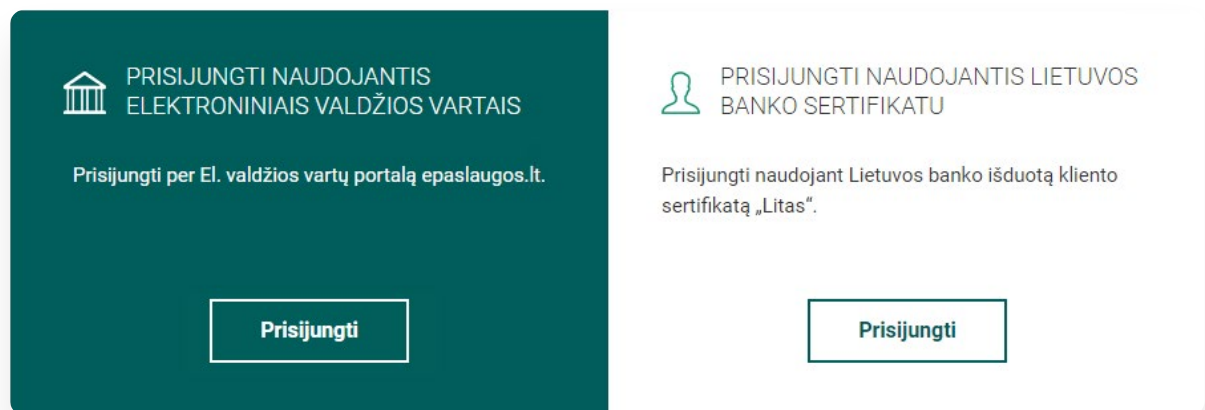 PRISIJUNGTI NAUDOJANTIS
ELEKTRONINIAIS VALDŽIOS VARTAIS
Prisijungti per El. valdžios vartų portalą epaslaugos.lt.
Prisijungti
PRISIJUNGTI NAUDOJANTIS LIETUVOS
BANKO SERTIFIKATU
Prisijungti naudojant Lietuvos banko išduotą kliento
sertifikatą „Litas“.
Prisijungti